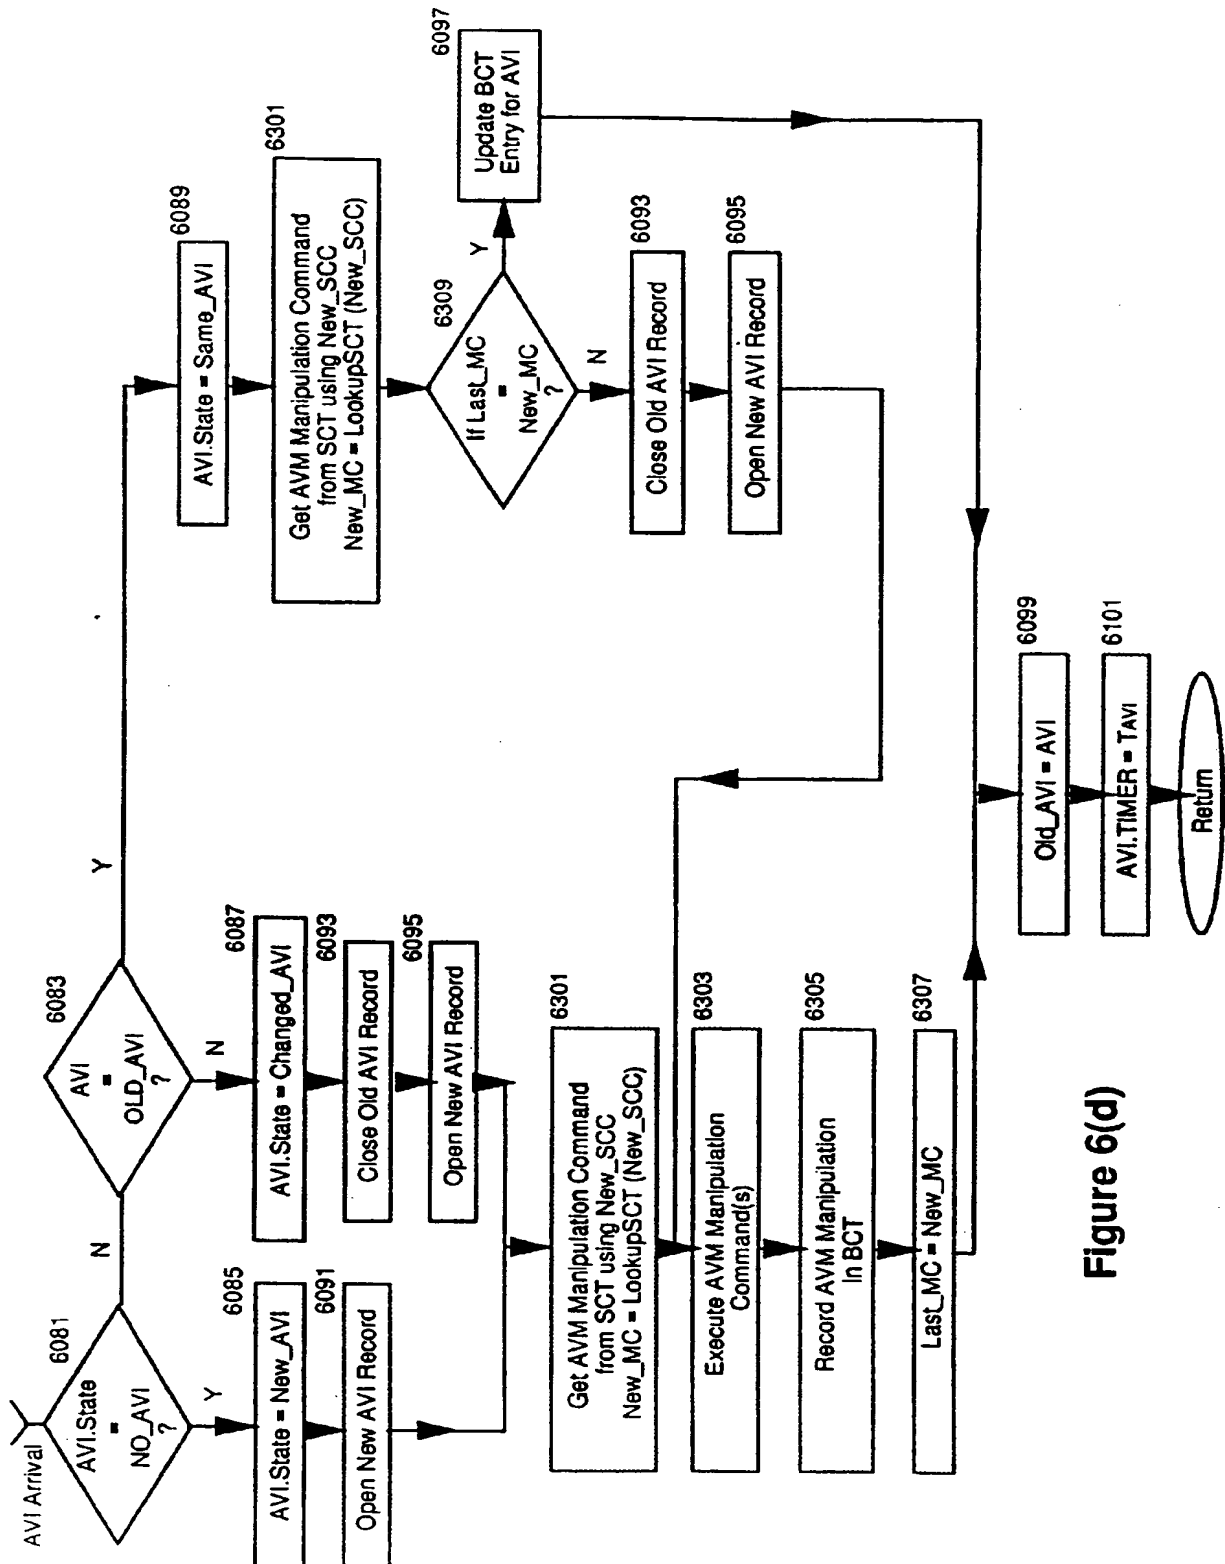 AVI Arrival
6081
AVI.State
=
NO_AVI
?
Y
N
6083
AVI
=
OLD_AVI
?
N
Y
6085
AVI.State = New_AVI
6091
Open New AVI Record
6087
AVI.State = Changed_AVI
6093
Close Old AVI Record
6095
Open New AVI Record
6089
AVI.State = Same_AVI
6301
Get AVM Manipulation Command
from SCT using New_SCC
New_MC = LookupSCT (New_SCC)
6309
If Last_MC
=
New_MC
?
Y
N
6097
Update BCT
Entry for AVI
6093
Close Old AVI Record
6095
Open New AVI Record
6301
Get AVM Manipulation Command
from SCT using New_SCC
New_MC = LookupSCT (New_SCC)
6303
Execute AVM Manipulation
Command(s)
6305
Record AVM Manipulation
In BCT
6307
Last_MC = New_MC
6099
Old_AVI = AVI
6101
AVI.TIMER = TAVI
Return
Figure 6(d)